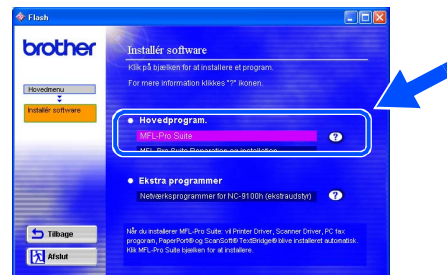 Flash
brother
Installér software
Klik på bjælken for at installere et program.
For mere information klikkes "?" ikonen.
Hovedmenu
Installér software
Hovedprogram.
MFL-Pro Suite
?
MFL-Pro Suite Reparation og installation
Ekstra programmer
Netværksprogrammer for NC-9100h (ekstraudstyr)
?
Når du installerer MFL-Pro Suite: vil Printer Driver, Scanner Driver, PC fax
progoram, PaperPort® og ScanSoft® TextBridge® blive installeret automatisk.
Klik MFL-Pro Suite bjælken for at installere.
Tilbage
Afslut